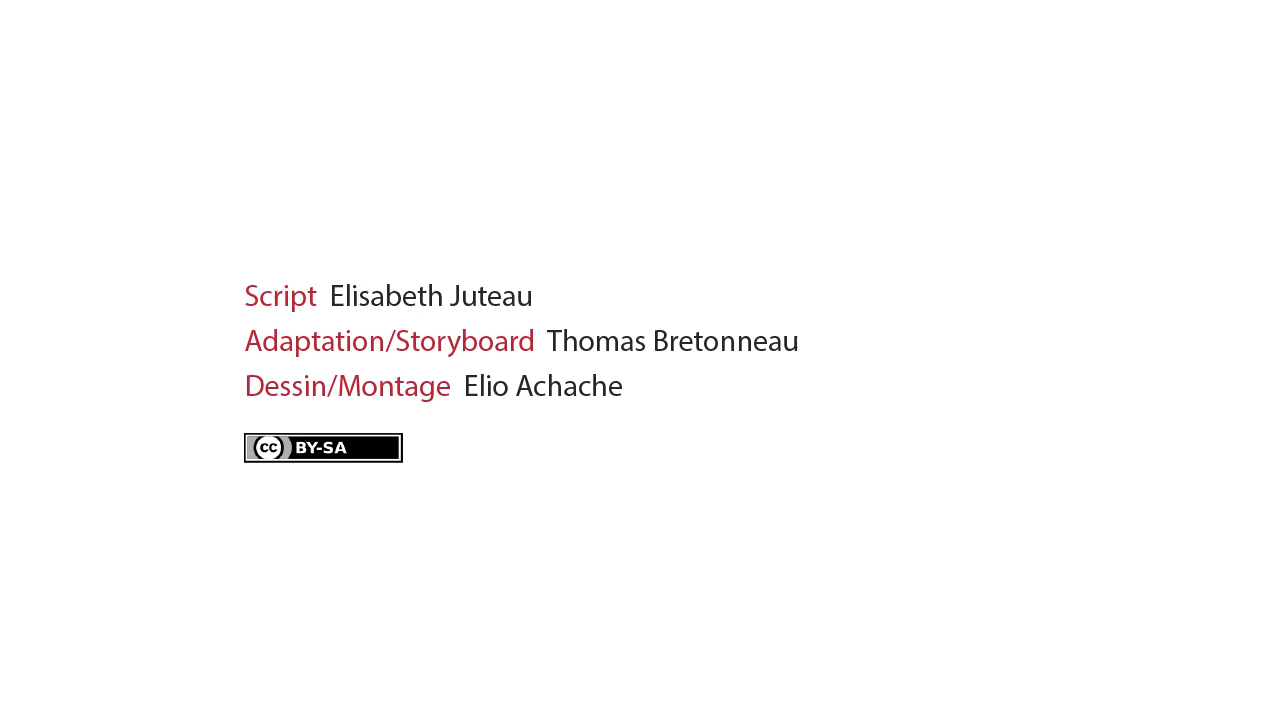 Script Elisabeth Juteau
Adaptation/Storyboard Thomas Bretonneau
Dessin/Montage Elio Achache
cc BY-SA